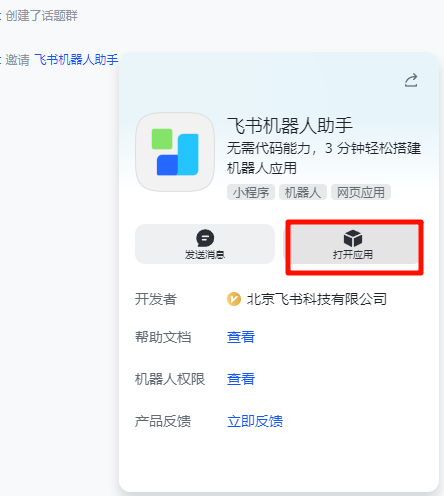 : 创建了话题群
: 邀请 飞书机器人助手
飞书机器人助手
无需代码能力，3 分钟轻松搭建
机器人应用
小程序 机器人 网页应用
发送消息 打开应用
开发者 北京飞书科技有限公司
帮助文档 查看
机器人权限 查看
产品反馈 立即反馈